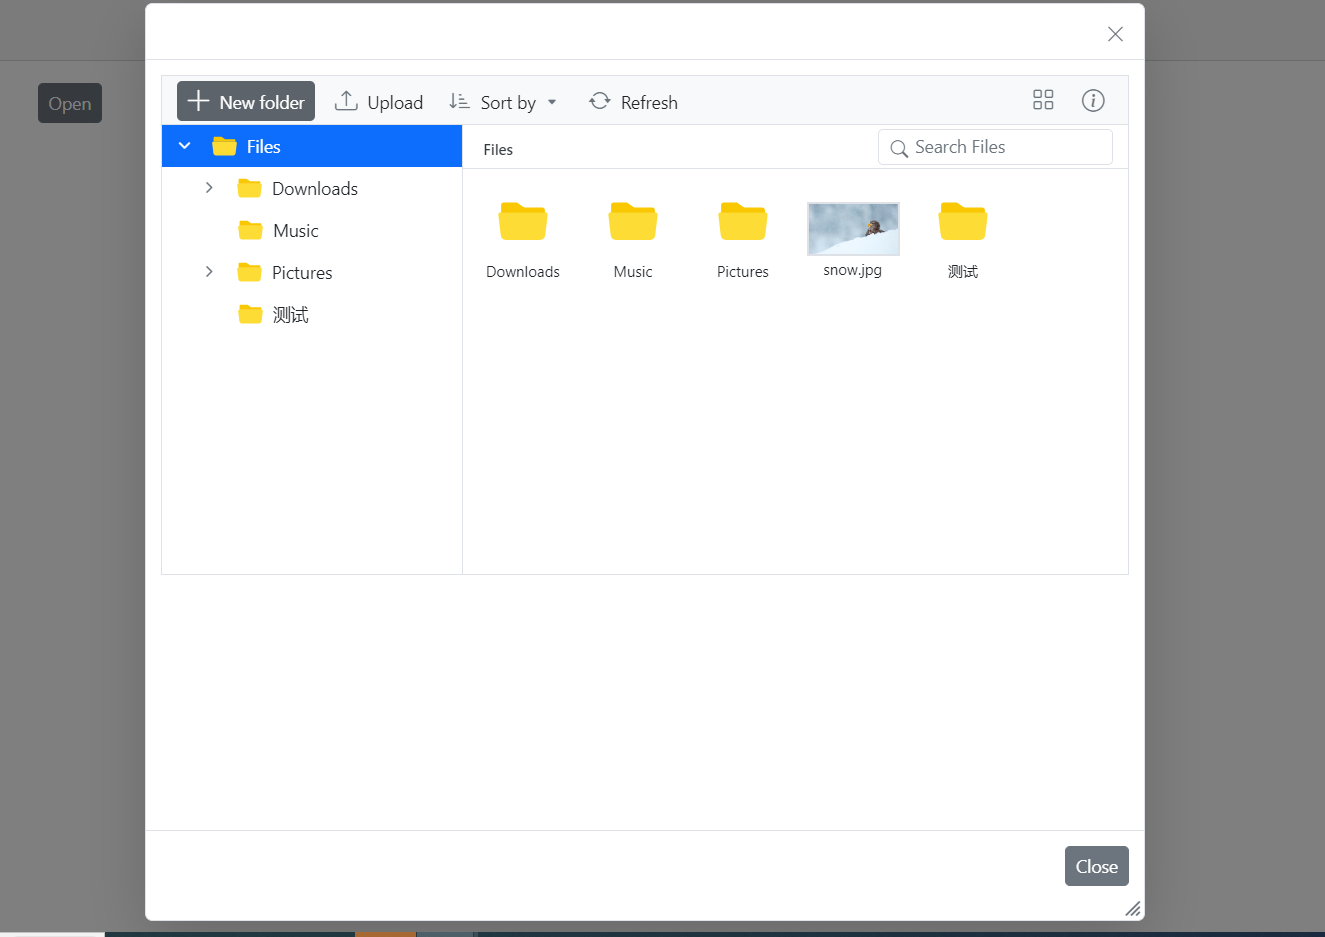 Open
New folder Upload Sort by Refresh
Files
Downloads
Music
Pictures
测试
Files
Search Files
Downloads Music Pictures snow.jpg 测试
Close